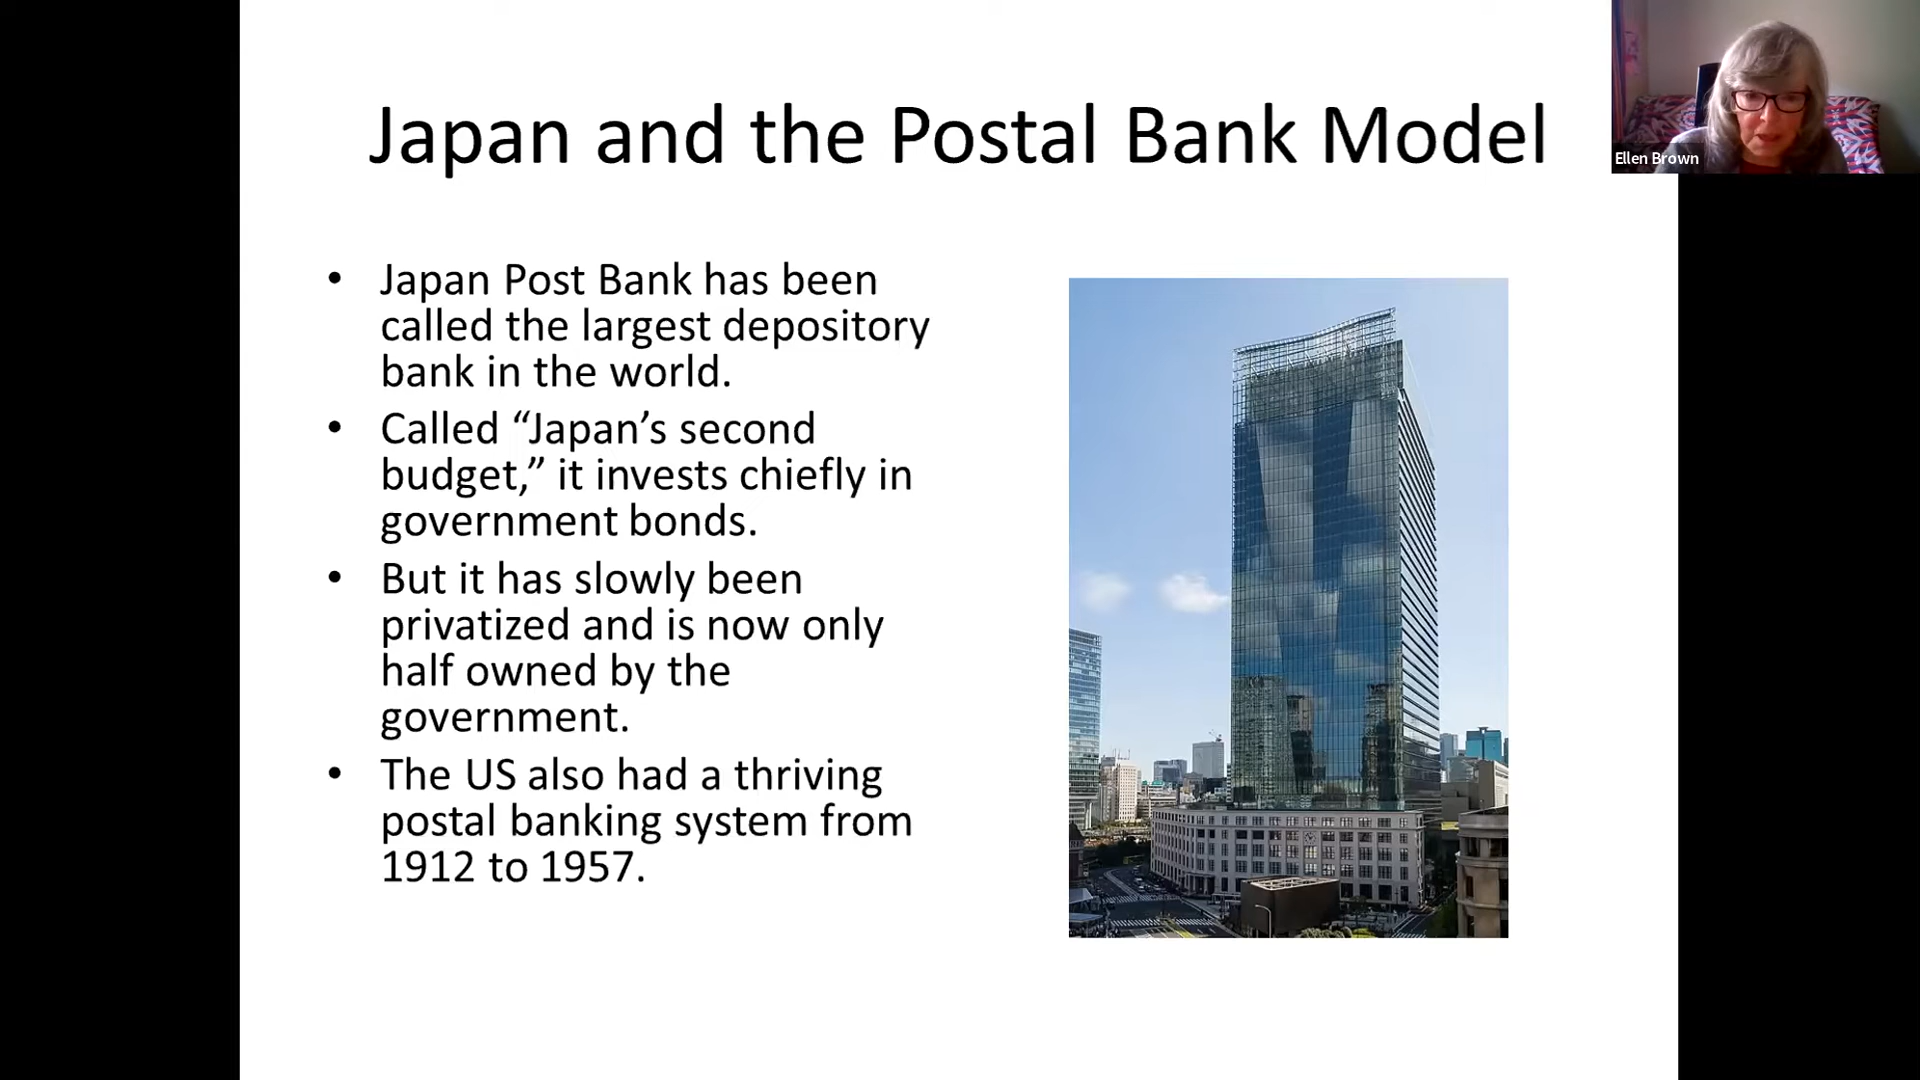 Japan and the Postal Bank Model
Ellen Brown
• Japan Post Bank has been
called the largest depository
bank in the world.
• Called “Japan’s second
budget,” it invests chiefly in
government bonds.
• But it has slowly been
privatized and is now only
half owned by the
government.
• The US also had a thriving
postal banking system from
1912 to 1957.